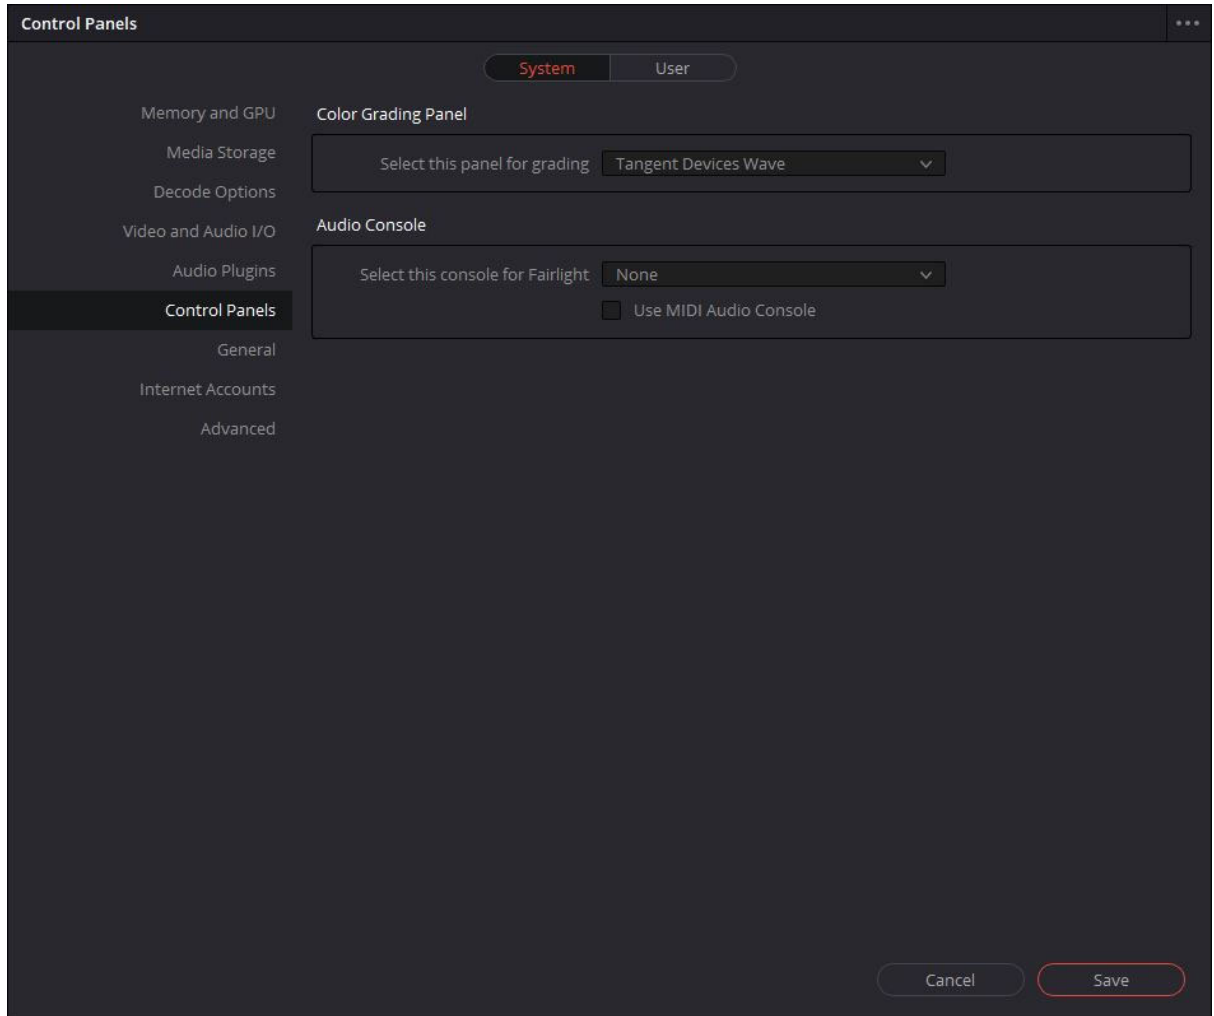 Control Panels
System User
Memory and GPU
Media Storage
Decode Options
Video and Audio I/O
Audio Plugins
Control Panels
General
Internet Accounts
Advanced
Color Grading Panel
Select this panel for grading Tangent Devices Wave
Audio Console
Select this console for Fairlight None
Use MIDI Audio Console
Cancel Save